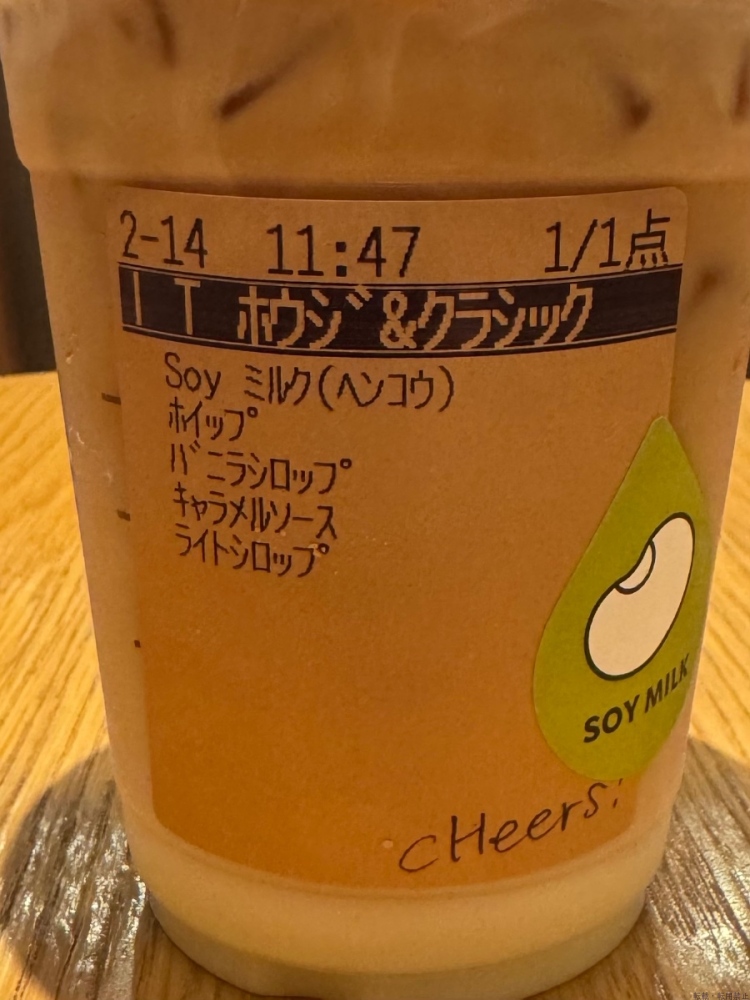 2-14 11:47 1/1点
I T ﾎｳｼﾞ&ｸﾗｼｯｸ
Soy ﾐﾙｸ(ﾍﾝｺｳ)
ﾎｲｯﾌﾟ
ﾊﾞﾆﾗｼﾛｯﾌﾟ
ｷｬﾗﾒﾙｿｰｽ
ﾗｲﾄｼﾛｯﾌﾟ
SOY MILK
cHeers!